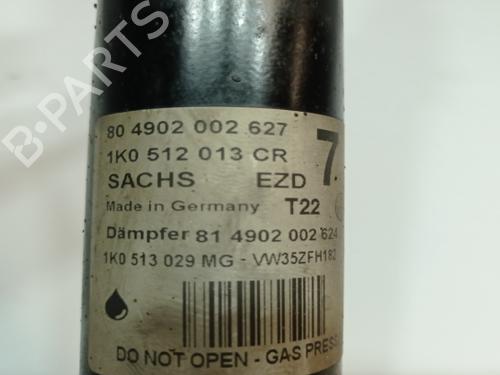 80 4902 002 627
1K0 512 013 CR
7.
SACHS EZD
Made in Germany T22
Dämpfer 81 4902 002 624
1K0 513 029 MG - VW35ZFH182
DO NOT OPEN - GAS PRESS
B-PARTS